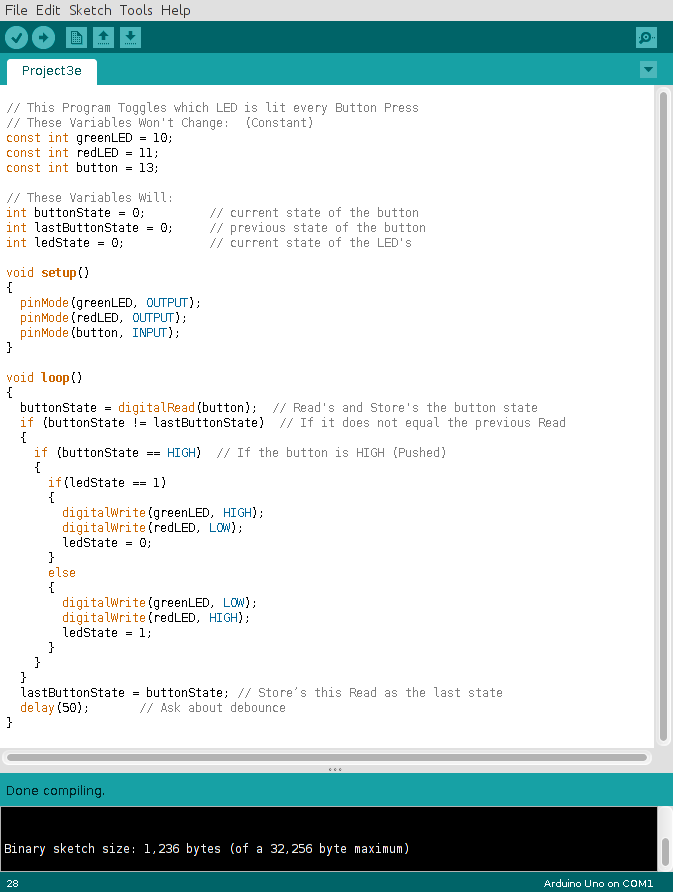 File Edit Sketch Tools Help
Project3e
// This Program Toggles which LED is lit every Button Press
// These Variables Won't Change:  (Constant)
const int greenLED = 10;
const int redLED = 11;
const int button = 13;
// These Variables Will:
int buttonState = 0;         // current state of the button
int lastButtonState = 0;     // previous state of the button
int ledState = 0;            // current state of the LED's
void setup()
{
  pinMode(greenLED, OUTPUT);
  pinMode(redLED, OUTPUT);
  pinMode(button, INPUT);
}
void loop()
{
  buttonState = digitalRead(button);  // Read's and Store's the button state
  if (buttonState != lastButtonState)  // If it does not equal the previous Read
  {
    if (buttonState == HIGH)  // If the button is HIGH (Pushed)
    {
      if(ledState == 1)
      {
        digitalWrite(greenLED, HIGH);
        digitalWrite(redLED, LOW);
        ledState = 0;
      }
      else
      {
        digitalWrite(greenLED, LOW);
        digitalWrite(redLED, HIGH);
        ledState = 1;
      }
    }
  }
  lastButtonState = buttonState; // Store's this Read as the last state
  delay(50);       // Ask about debounce
}
Done compiling.
Binary sketch size: 1,236 bytes (of a 32,256 byte maximum)
28
Arduino Uno on COM1